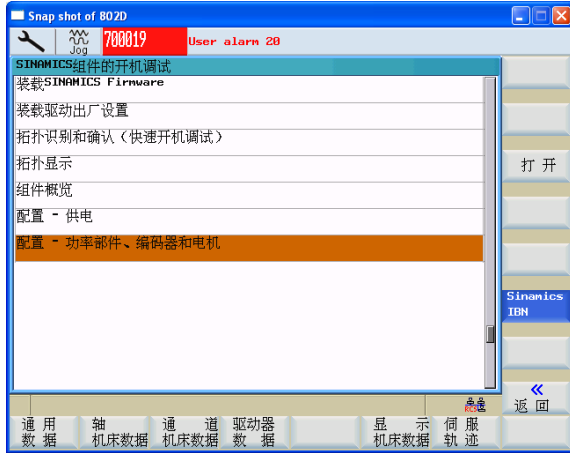 Snap shot of 802D
Jog
700019
User alarm 20
SINAMICS组件的开机调试
装载SINAMICS Firmware
装载驱动出厂设置
拓扑识别和确认（快速开机调试）
拓扑显示
组件概览
配置 - 供电
配置 - 功率部件、编码器和电机
打 开
Sinamics
IBN
«
返 回
RCS
通 用 轴 通 道 驱动器 显 示 伺 服
数 据 机床数据 机床数据 数 据 机床数据 轨 迹